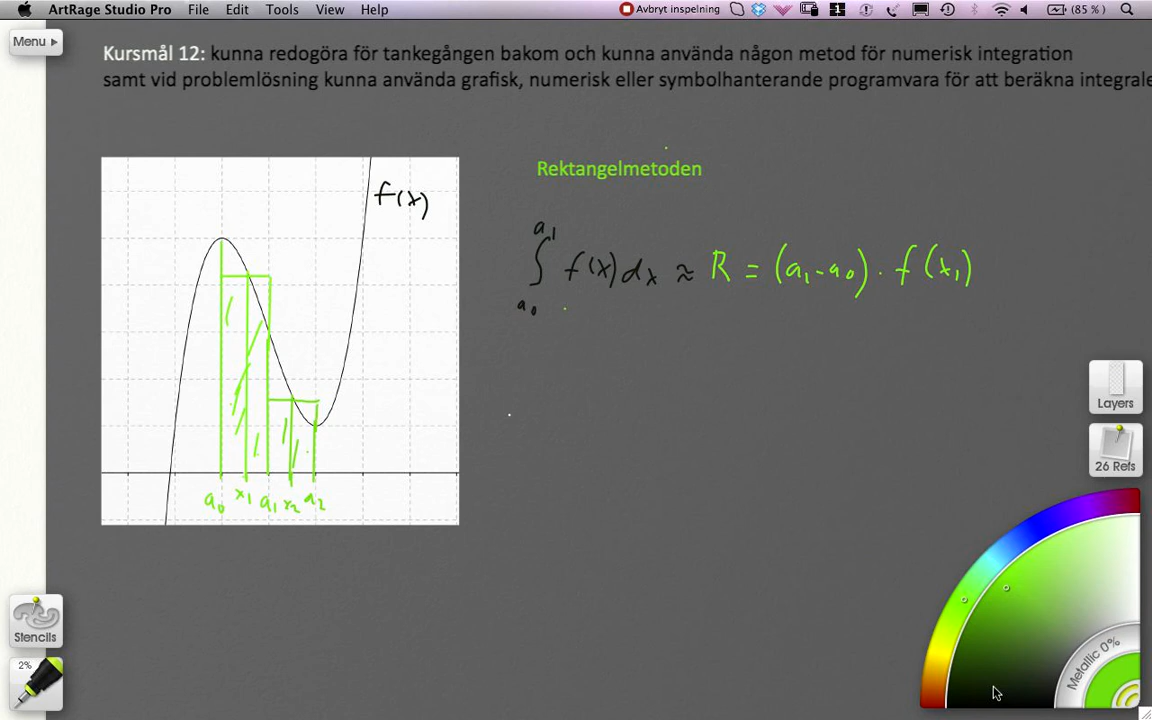 ArtRage Studio Pro File Edit Tools View Help Avbryt inspelning 1 (85 %)
Menu
Kursmål 12: kunna redogöra för tankegången bakom och kunna använda någon metod för numerisk integration
samt vid problemlösning kunna använda grafisk, numerisk eller symbolhanterande programvara för att beräkna integrale
Rektangelmetoden
f(x)
∫_{a₀}^{a₁} f(x)dx ≈ R = (a₁-a₀) · f(x₁)
a₀ x₁ a₁ x₂ a₂
Layers
26 Refs
Stencils
2%
Metallic 0%